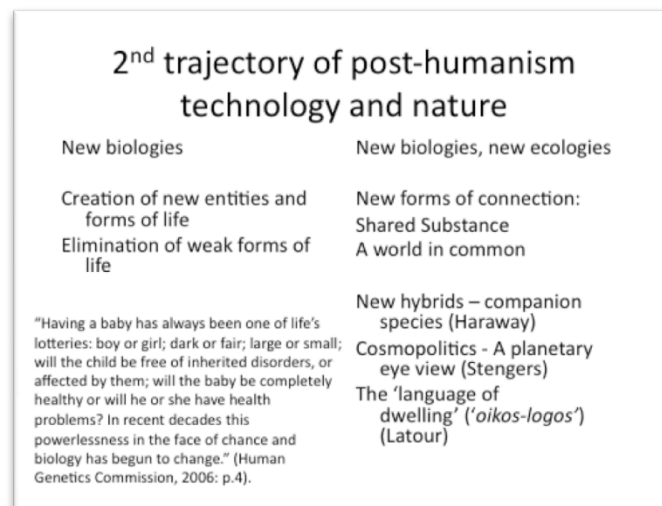 2nd trajectory of post-humanism
technology and nature
New biologies
Creation of new entities and
forms of life
Elimination of weak forms of
life
"Having a baby has always been one of life's
lotteries: boy or girl; dark or fair; large or small;
will the child be free of inherited disorders, or
affected by them; will the baby be completely
healthy or will he or she have health
problems? In recent decades this
powerlessness in the face of chance and
biology has begun to change." (Human
Genetics Commission, 2006: p.4).
New biologies, new ecologies
New forms of connection:
Shared Substance
A world in common
New hybrids – companion
species (Haraway)
Cosmopolitics - A planetary
eye view (Stengers)
The 'language of
dwelling' ('oikos-logos')
(Latour)